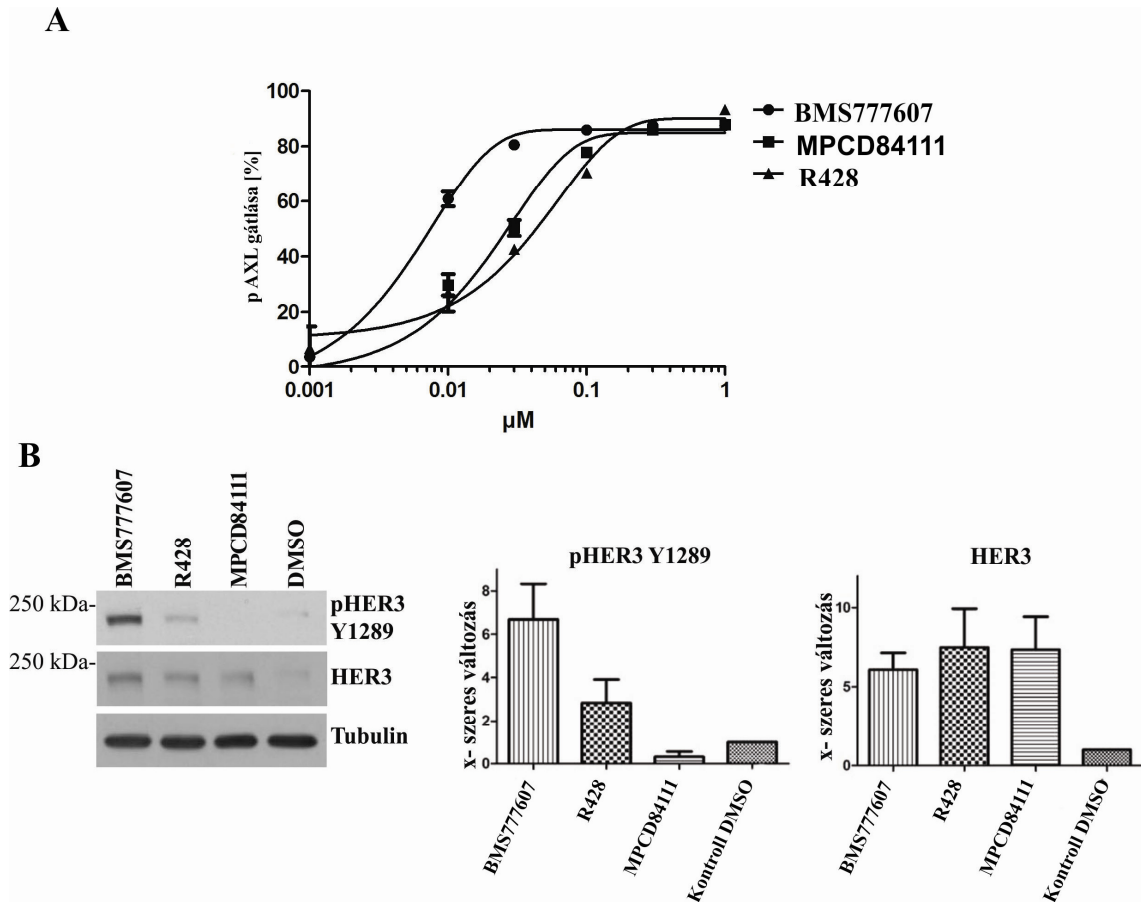 A
100
80
60
40
20
0
p AXL gátlása [%]
0.001
0.01
0.1
1
µM
BMS777607
MPCD84111
R428
B
BMS777607
R428
MPCD84111
DMSO
250 kDa-
pHER3
Y1289
250 kDa-
HER3
Tubulin
pHER3 Y1289
x- szeres változás
8
6
4
2
0
BMS777607
R428
MPCD84111
Kontroll DMSO
HER3
x- szeres változás
10
5
0
BMS777607
R428
MPCD84111
Kontroll DMSO